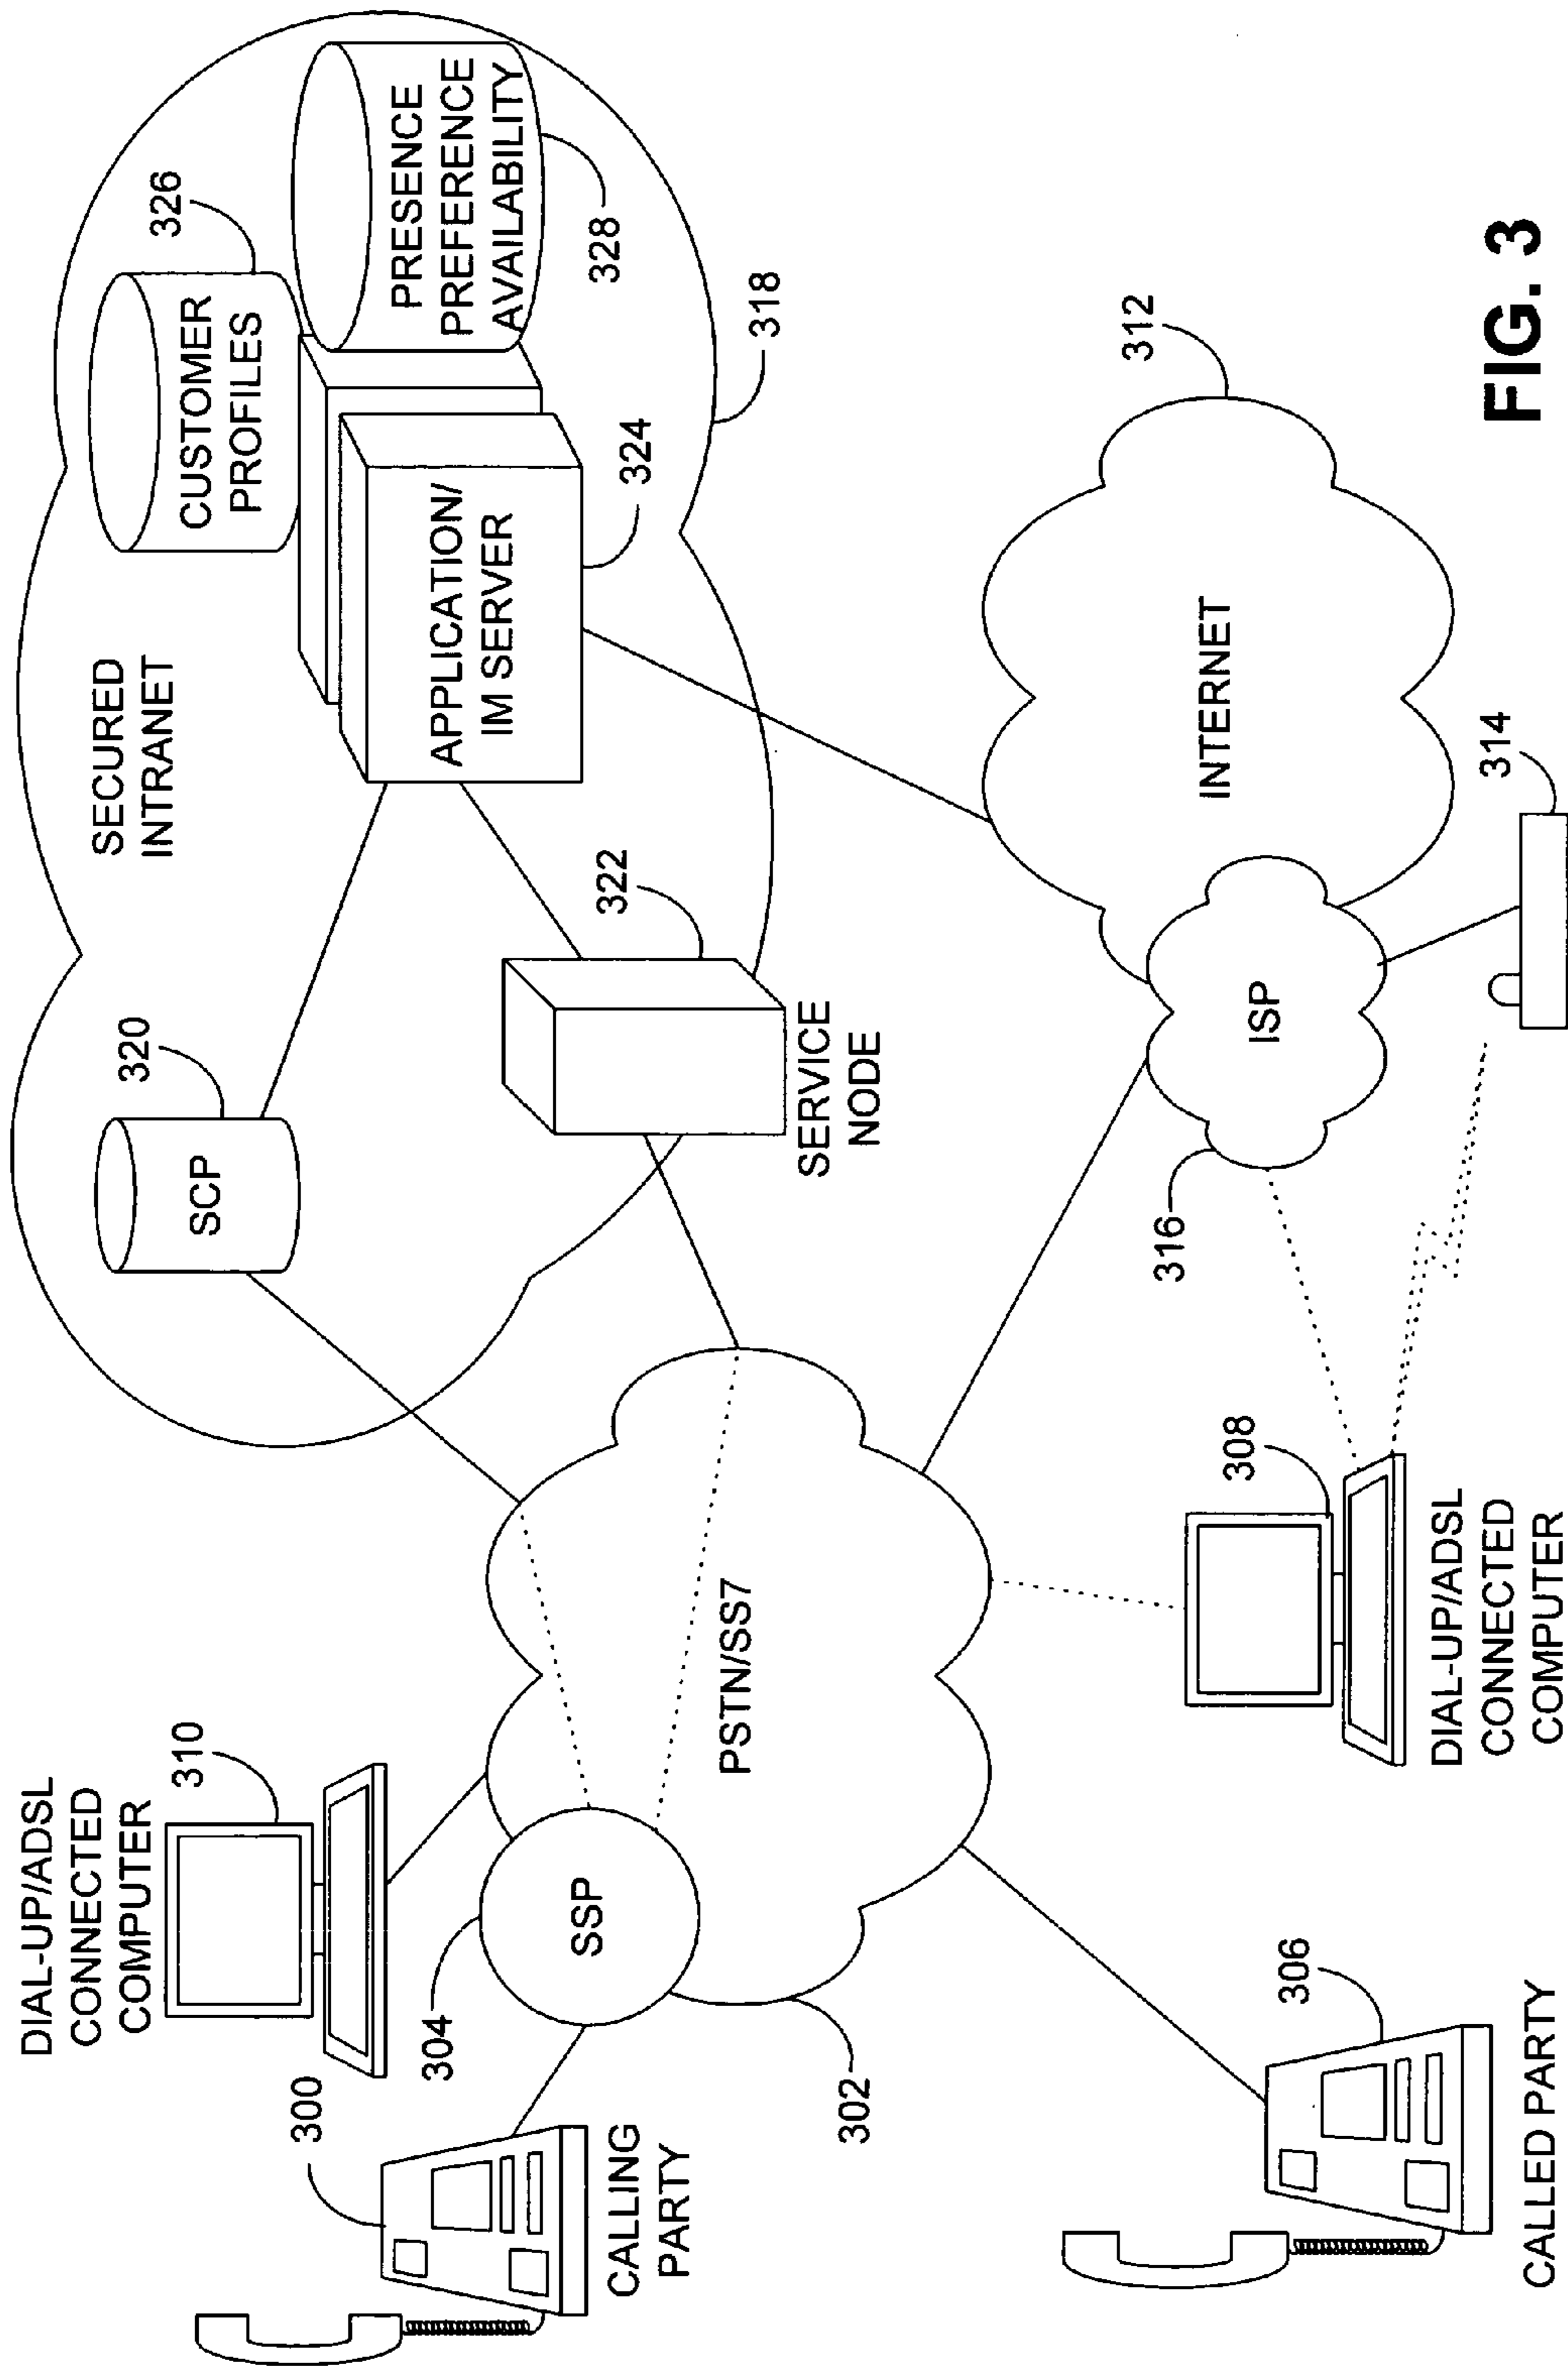 DIAL-UP/ADSL
CONNECTED
COMPUTER
310
300
CALLING
PARTY
304
SSP
302
PSTN/SS7
306
CALLED PARTY
308
DIAL-UP/ADSL
CONNECTED
COMPUTER
SECURED
INTRANET
320
SCP
322
SERVICE
NODE
APPLICATION/
IM SERVER
324
CUSTOMER
PROFILES
326
PRESENCE
PREFERENCE
AVAILABILITY
328
318
312
INTERNET
ISP
316
314
FIG. 3